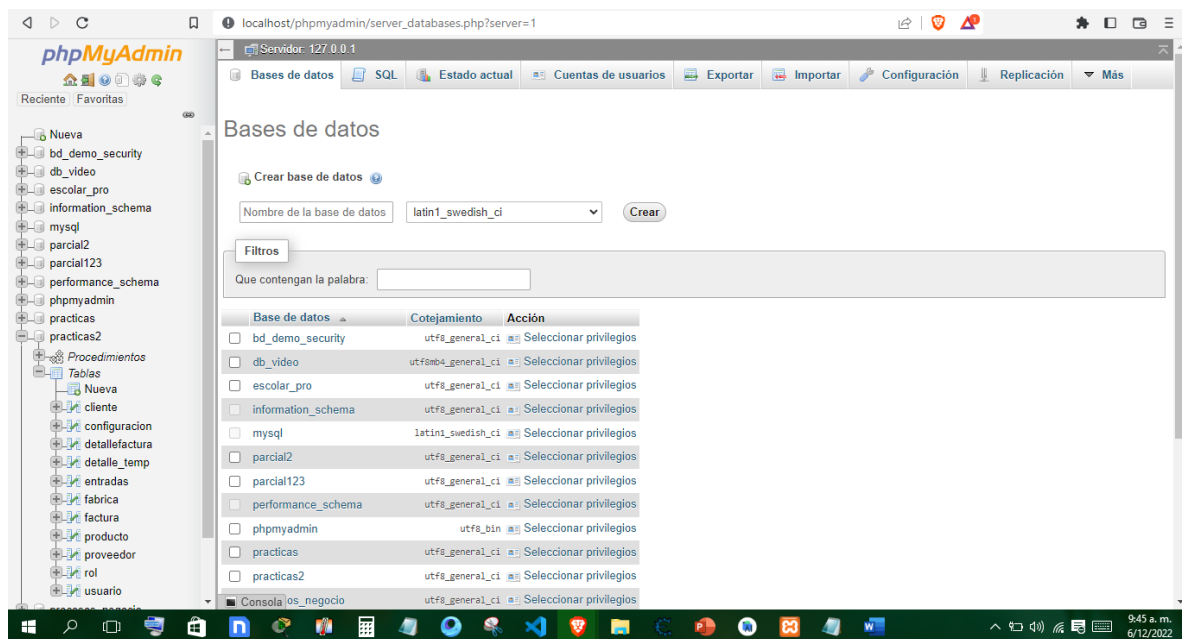 localhost/phpmyadmin/server_databases.php?server=1
phpMyAdmin
Reciente Favoritas
Nueva
bd_demo_security
db_video
escolar_pro
information_schema
mysql
parcial2
parcial123
performance_schema
phpmyadmin
practicas
practicas2
Procedimientos
Tablas
Nueva
cliente
configuracion
detallefactura
detalle_temp
entradas
fabrica
factura
producto
proveedor
rol
usuario
Servidor: 127.0.0.1
Bases de datos SQL Estado actual Cuentas de usuarios Exportar Importar Configuración Replicación Más
Bases de datos
Crear base de datos
Nombre de la base de datos latin1_swedish_ci Crear
Filtros
Que contengan la palabra:
Base de datos Cotejamiento Acción
bd_demo_security utf8_general_ci Seleccionar privilegios
db_video utf8mb4_general_ci Seleccionar privilegios
escolar_pro utf8_general_ci Seleccionar privilegios
information_schema utf8_general_ci Seleccionar privilegios
mysql latin1_swedish_ci Seleccionar privilegios
parcial2 utf8_general_ci Seleccionar privilegios
parcial123 utf8_general_ci Seleccionar privilegios
performance_schema utf8_general_ci Seleccionar privilegios
phpmyadmin utf8_bin Seleccionar privilegios
practicas utf8_general_ci Seleccionar privilegios
practicas2 utf8_general_ci Seleccionar privilegios
Consola os_negocio utf8_general_ci Seleccionar privilegios
9:45 a. m.
6/12/2022